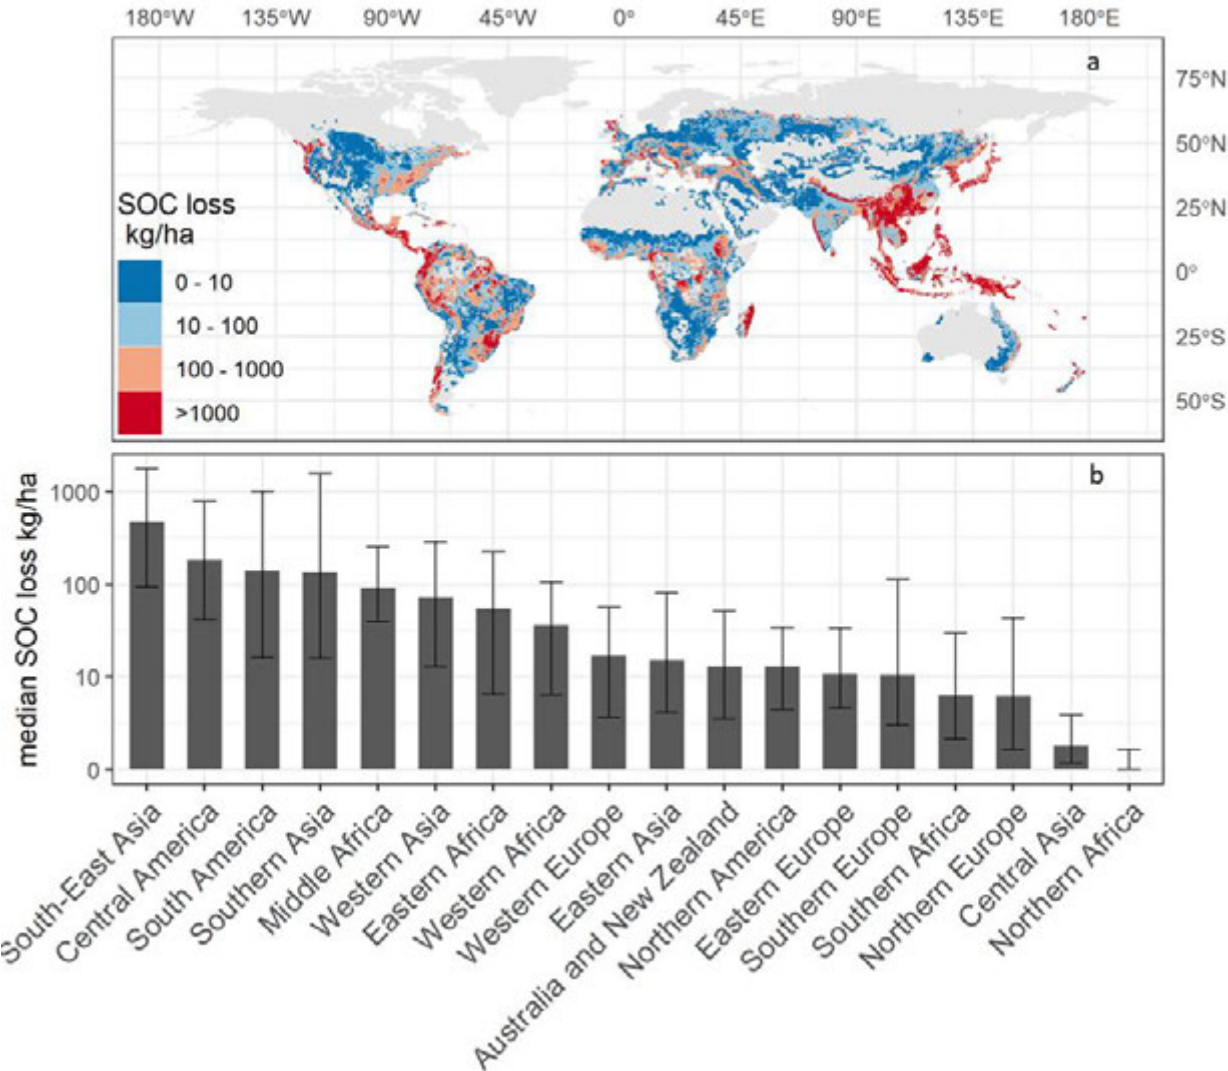 180°W 135°W 90°W 45°W 0° 45°E 90°E 135°E 180°E
a
75°N
50°N
25°N
0°
25°S
50°S
SOC loss
kg/ha
0 - 10
10 - 100
100 - 1000
>1000
b
median SOC loss kg/ha
1000
100
10
0
South-East Asia
Central America
South America
Southern Asia
Middle Africa
Western Asia
Eastern Africa
Western Africa
Western Europe
Eastern Asia
Australia and New Zealand
Northern America
Eastern Europe
Southern Europe
Southern Africa
Northern Europe
Central Asia
Northern Africa